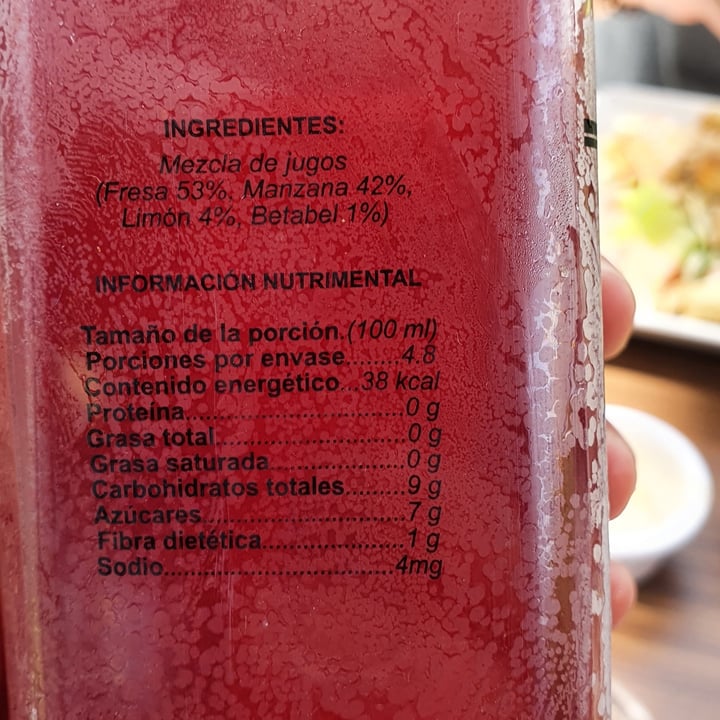 INGREDIENTES:
Mezcla de jugos
(Fresa 53%, Manzana 42%,
Limón 4%, Betabel 1%)
INFORMACIÓN NUTRIMENTAL
Tamaño de la porción.(100 ml)
Porciones por envase........4.8
Contenido energético...38 kcal
Proteína................................0 g
Grasa total............................0 g
Grasa saturada....................0 g
Carbohidratos totales........9 g
Azúcares..............................7 g
Fibra dietética.....................1 g
Sodio..................................4mg